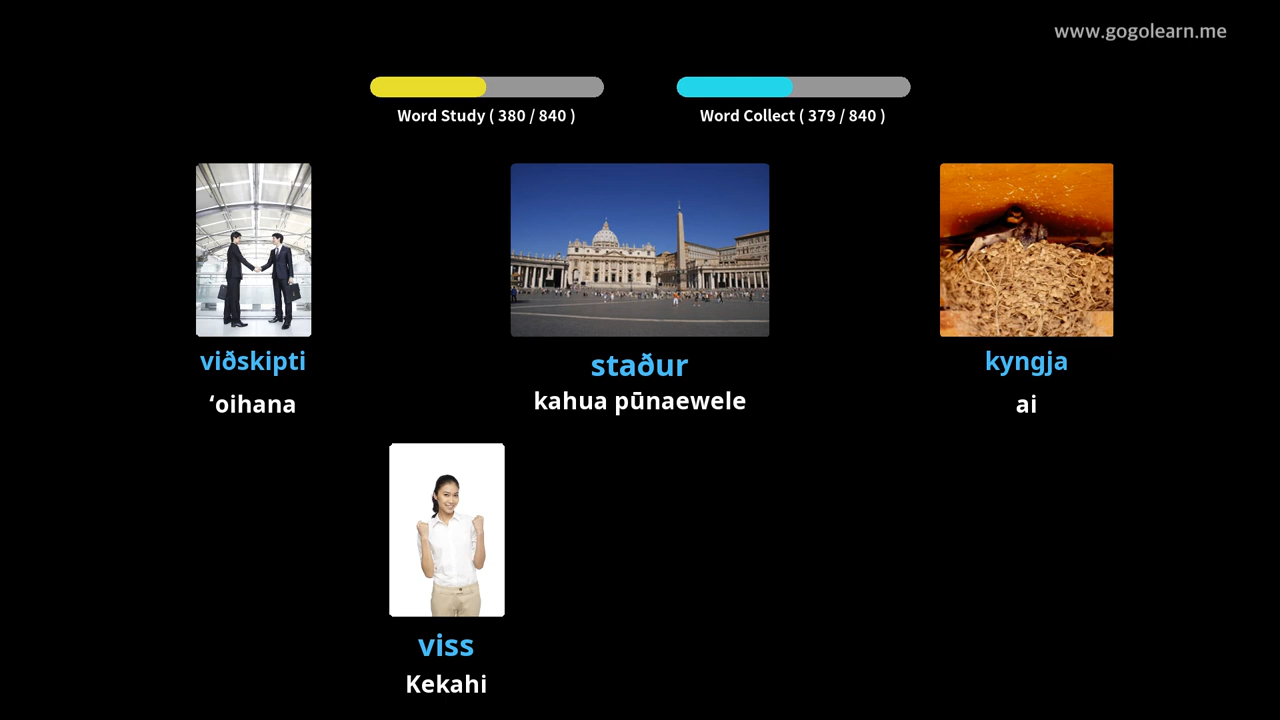 www.gogolearn.me
Word Study ( 380 / 840 )
Word Collect ( 379 / 840 )
viðskipti
ʻoihana
staður
kahua pūnaewele
kyngja
ai
viss
Kekahi